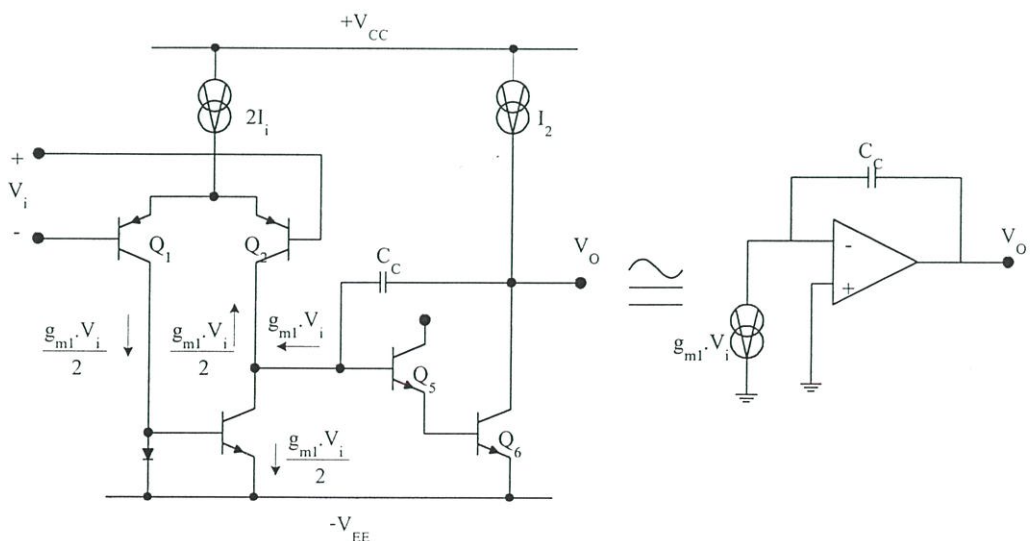 +V_CC
2I_i
I_2
+
V_i
-
Q_1
Q_2
C_C
V_O
g_m1.V_i
2
g_m1.V_i
2
g_m1.V_i
Q_5
Q_6
g_m1.V_i
2
-V_EE
C_C
-
+
V_O
g_m1.V_i